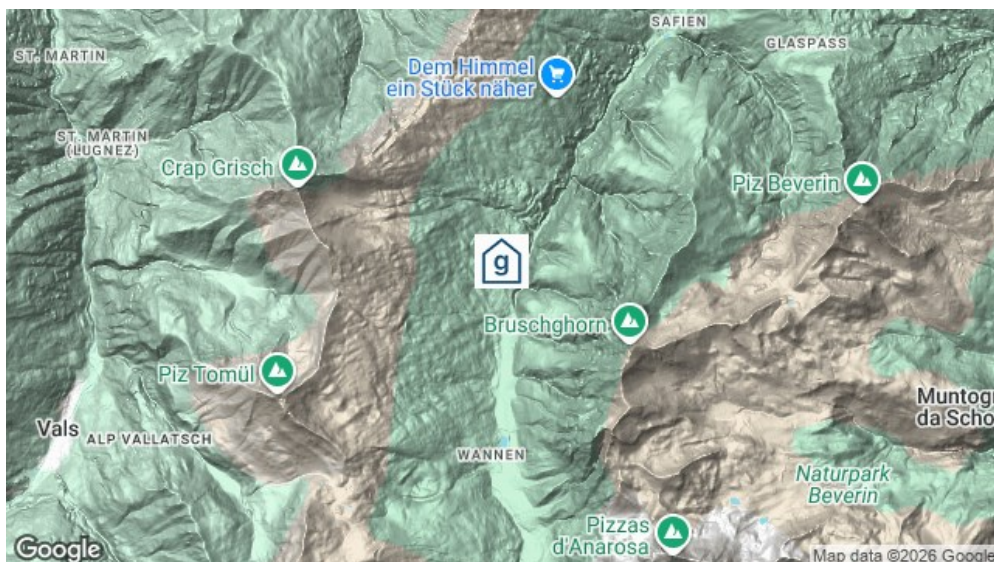 SAFIEN
GLASPASS
ST. MARTIN
Dem Himmel
ein Stück näher
ST. MARTIN
(LUGNEZ)
Crap Grisch
Piz Beverin
g
Bruschghorn
Piz Tomül
Muntogn
da Scho
Vals
ALP VALLATSCH
WANNEN
Naturpark
Beverin
Pizzas
d'Anarosa
Google
Map data ©2026 Google